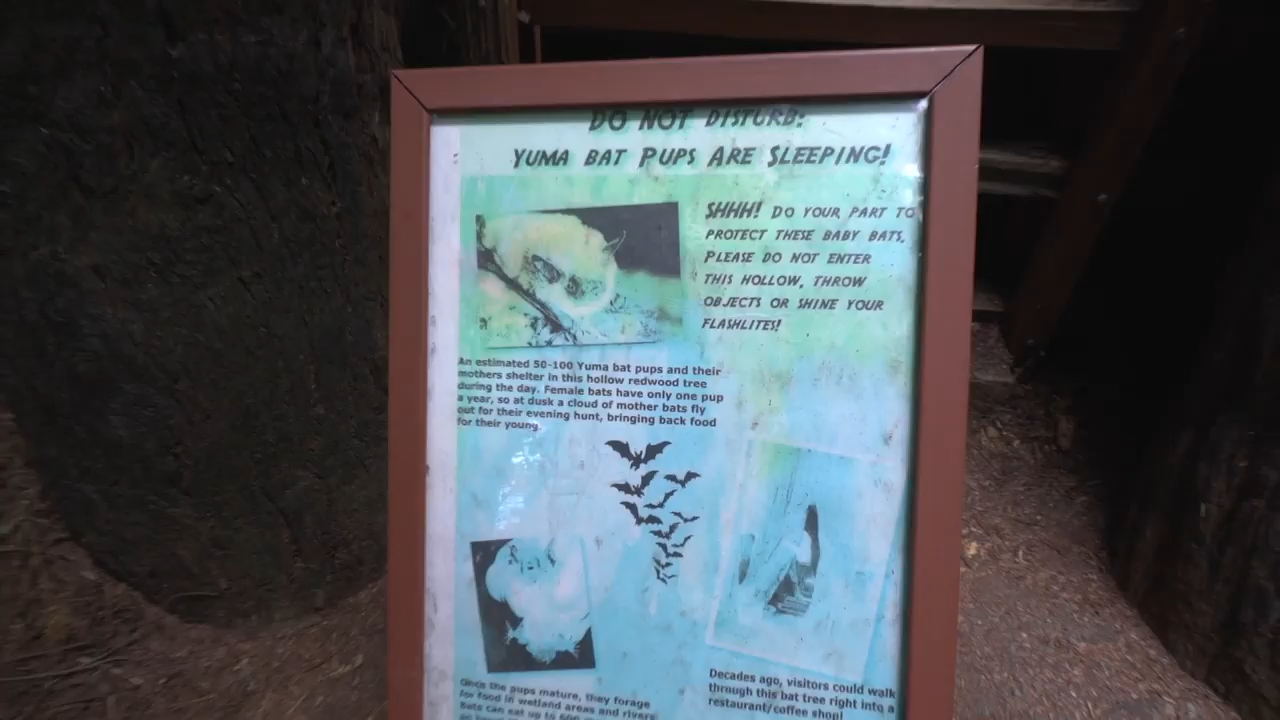 DO NOT DISTURB:
YUMA BAT PUPS ARE SLEEPING!
SHHH! DO YOUR PART TO
PROTECT THESE BABY BATS.
PLEASE DO NOT ENTER
THIS HOLLOW, THROW
OBJECTS OR SHINE YOUR
FLASHLITES!
An estimated 50-100 Yuma bat pups and their
mothers shelter in this hollow redwood tree
during the day. Female bats have only one pup
a year, so at dusk a cloud of mother bats fly
out for their evening hunt, bringing back food
for their young.
Once the pups mature, they forage
for food in wetland areas and rivers
Bats can eat up to 600
Decades ago, visitors could walk
through this bat tree right into a
restaurant/coffee shop!